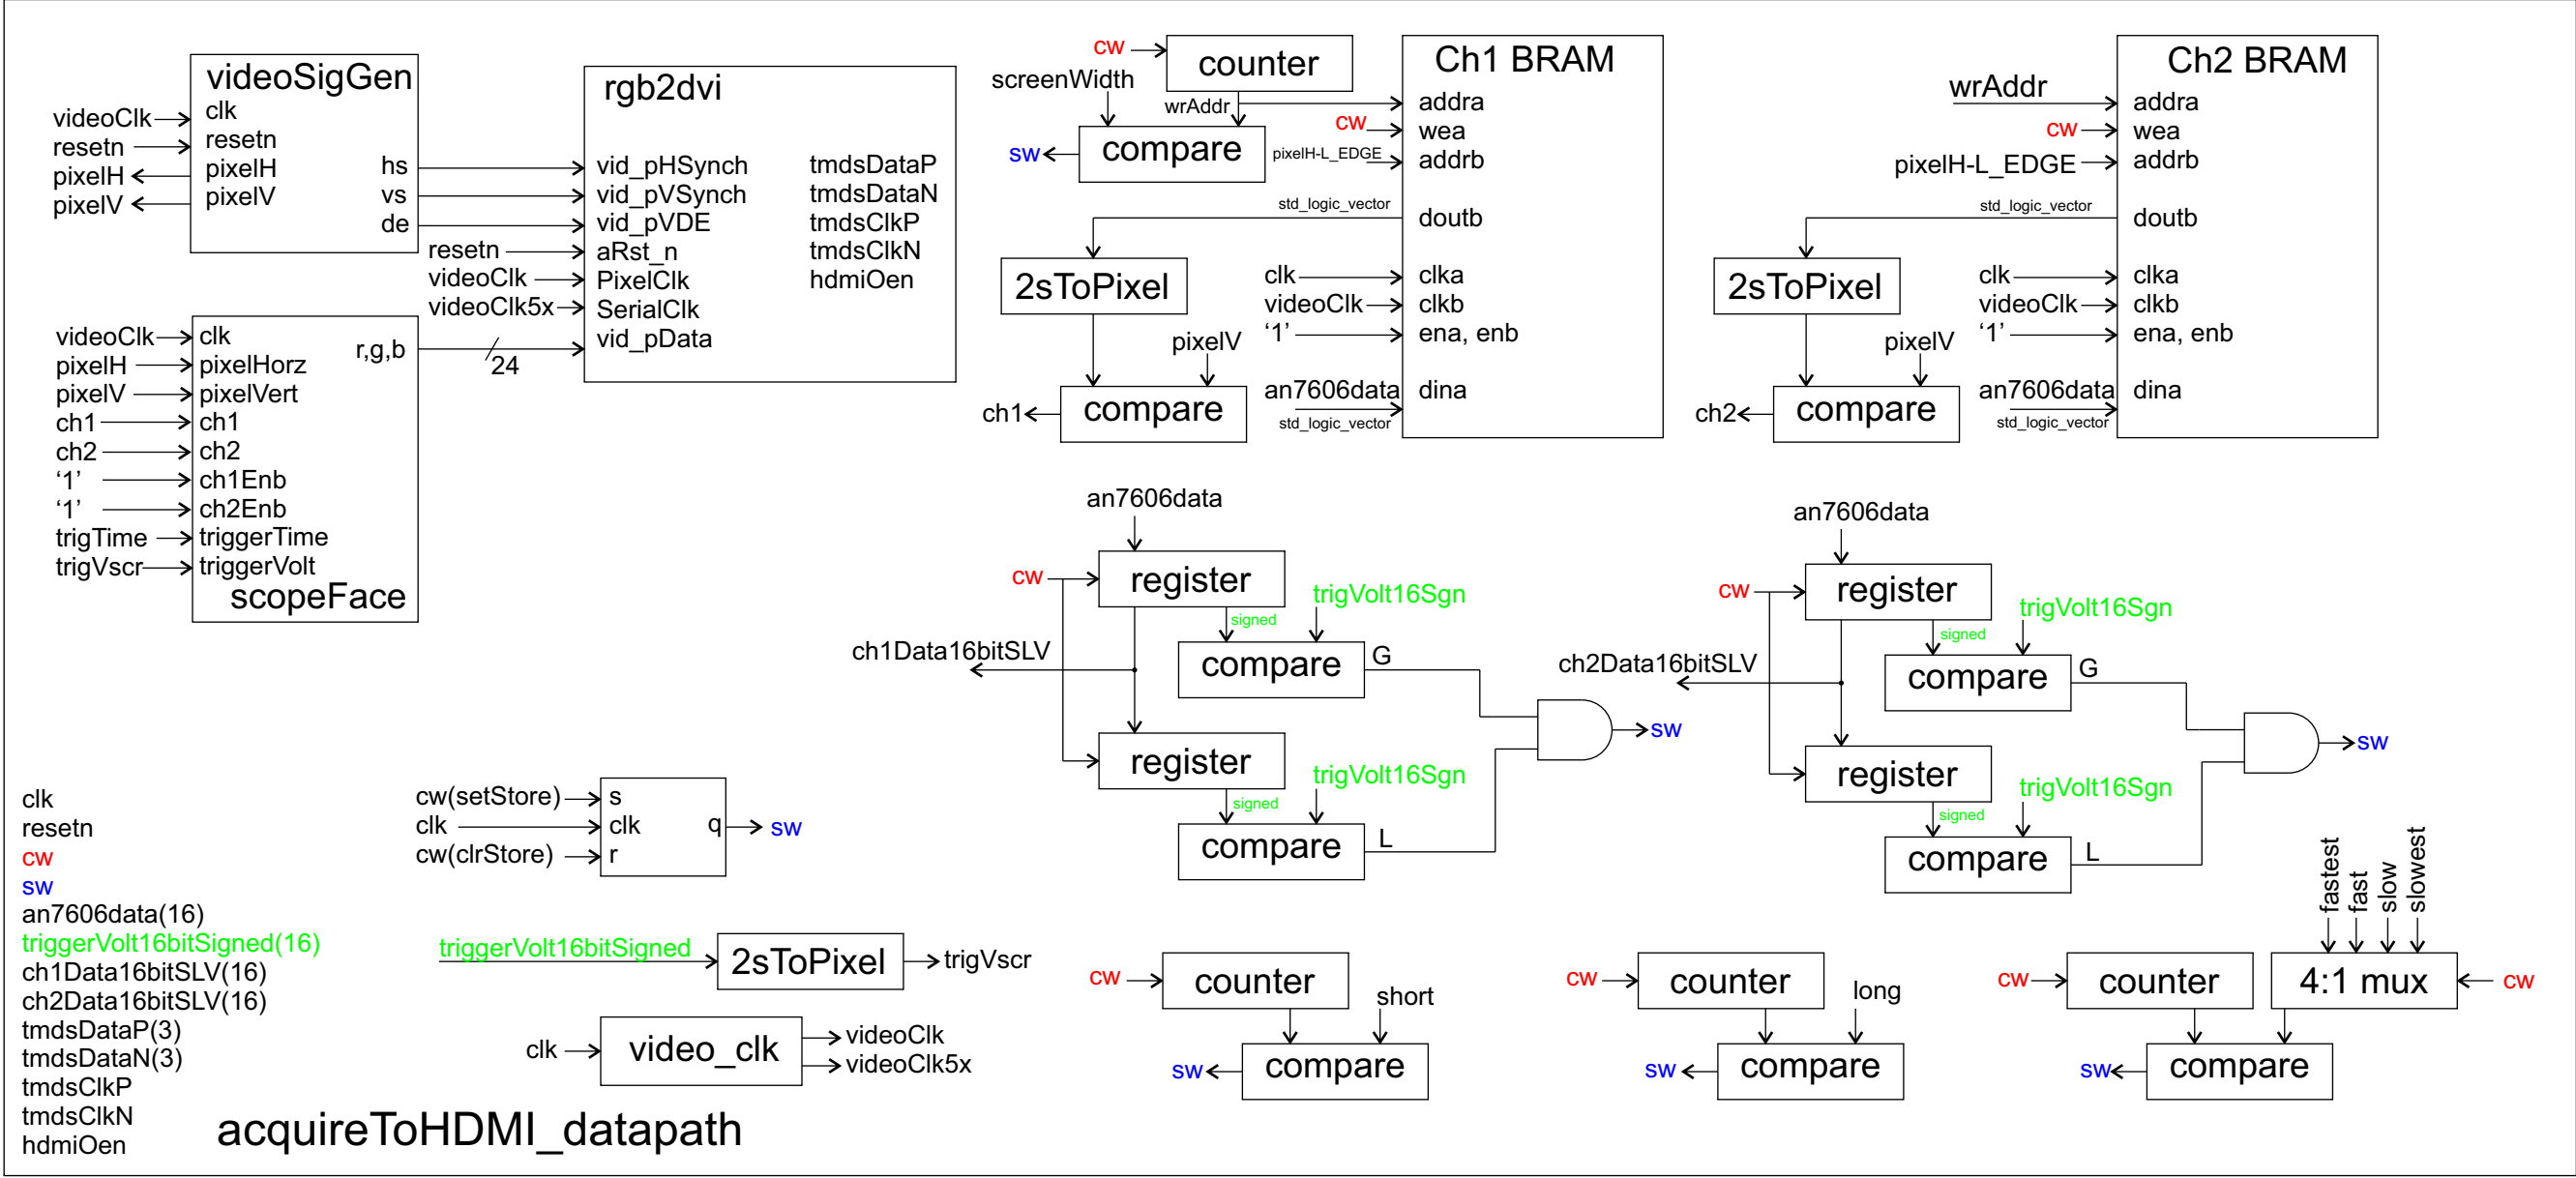 videoSigGen
videoClk
resetn
pixelH
pixelV
clk
resetn
pixelH
pixelV
hs
vs
de
rgb2dvi
vid_pHSynch
vid_pVSynch
vid_pVDE
aRst_n
PixelClk
SerialClk
vid_pData
tmdsDataP
tmdsDataN
tmdsClkP
tmdsClkN
hdmiOen
resetn
videoClk
videoClk5x
24
videoClk
pixelH
pixelV
ch1
ch2
‘1’
‘1’
trigTime
trigVscr
clk
pixelHorz
pixelVert
ch1
ch2
ch1Enb
ch2Enb
triggerTime
triggerVolt
r,g,b
scopeFace
cw
counter
screenWidth
wrAddr
compare
sw
Ch1 BRAM
addra
wea
addrb
doutb
clka
clkb
ena, enb
dina
cw
pixelH-L_EDGE
std_logic_vector
2sToPixel
clk
videoClk
‘1’
pixelV
compare
ch1
an7606data
std_logic_vector
Ch2 BRAM
addra
wea
addrb
doutb
clka
clkb
ena, enb
dina
wrAddr
cw
pixelH-L_EDGE
std_logic_vector
2sToPixel
clk
videoClk
‘1’
pixelV
compare
ch2
an7606data
std_logic_vector
an7606data
cw
register
signed
trigVolt16Sgn
compare
G
ch1Data16bitSLV
register
signed
trigVolt16Sgn
compare
L
sw
an7606data
cw
register
signed
trigVolt16Sgn
compare
G
ch2Data16bitSLV
register
signed
trigVolt16Sgn
compare
L
sw
clk
resetn
cw
sw
an7606data(16)
triggerVolt16bitSigned(16)
ch1Data16bitSLV(16)
ch2Data16bitSLV(16)
tmdsDataP(3)
tmdsDataN(3)
tmdsClkP
tmdsClkN
hdmiOen
cw(setStore)
clk
cw(clrStore)
s
clk
r
q
sw
triggerVolt16bitSigned
2sToPixel
trigVscr
clk
video_clk
videoClk
videoClk5x
acquireToHDMI_datapath
cw
counter
short
compare
sw
cw
counter
long
compare
sw
fastest
fast
slow
slowest
cw
counter
4:1 mux
cw
compare
sw